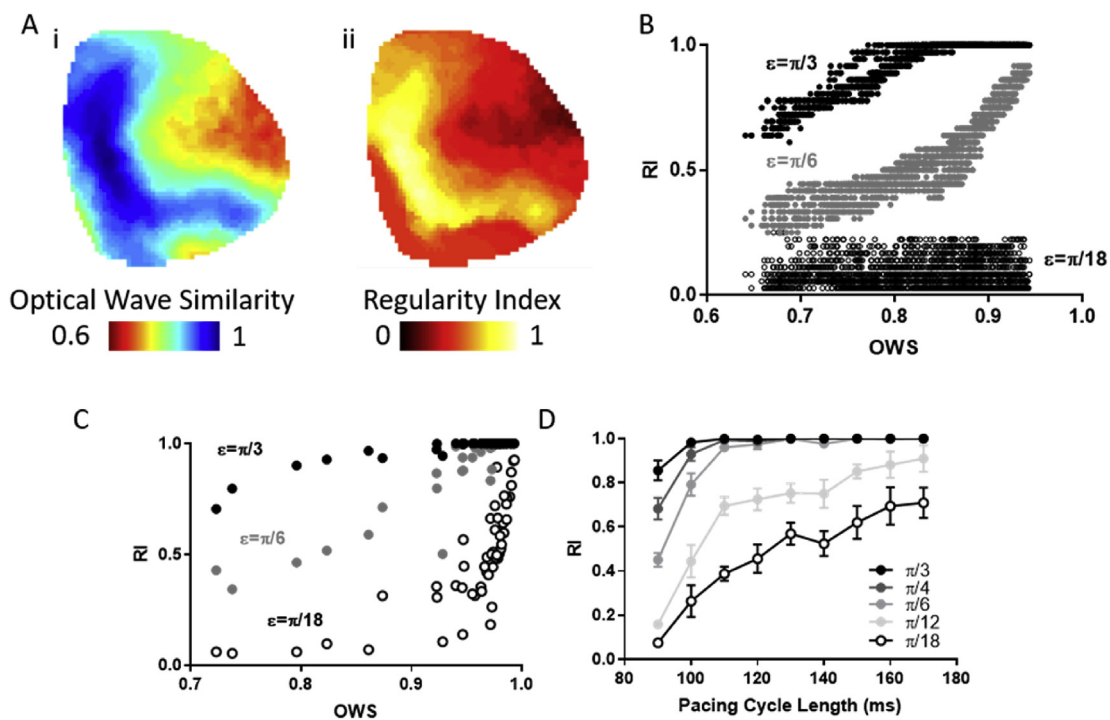 A
i
ii
Optical Wave Similarity
0.6
1
Regularity Index
0
1
B
1.0
0.5
0.0
RI
ε=π/3
ε=π/6
ε=π/18
0.6 0.7 0.8 0.9 1.0
OWS
C
1.0
0.5
0.0
RI
ε=π/3
ε=π/6
ε=π/18
0.7 0.8 0.9 1.0
OWS
D
1.0
0.8
0.6
0.4
0.2
0.0
RI
π/3
π/4
π/6
π/12
π/18
80 100 120 140 160 180
Pacing Cycle Length (ms)